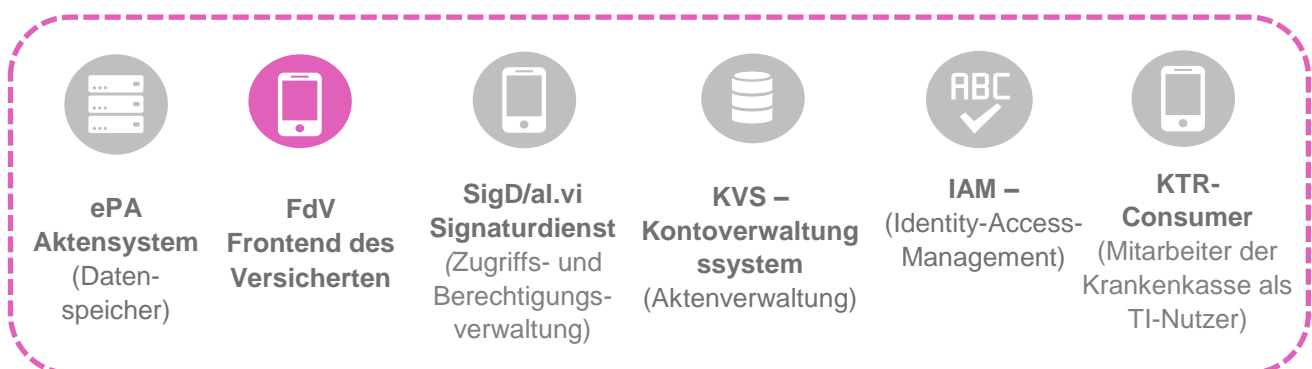 ABC
ePA
Aktensystem
(Daten-
speicher)
FdV
Frontend des
Versicherten
SigD/al.vi
Signaturdienst
(Zugriffs- und
Berechtigungs-
verwaltung)
KVS –
Kontoverwaltung
ssystem
(Aktenverwaltung)
IAM –
(Identity-Access-
Management)
KTR-
Consumer
(Mitarbeiter der
Krankenkasse als
TI-Nutzer)